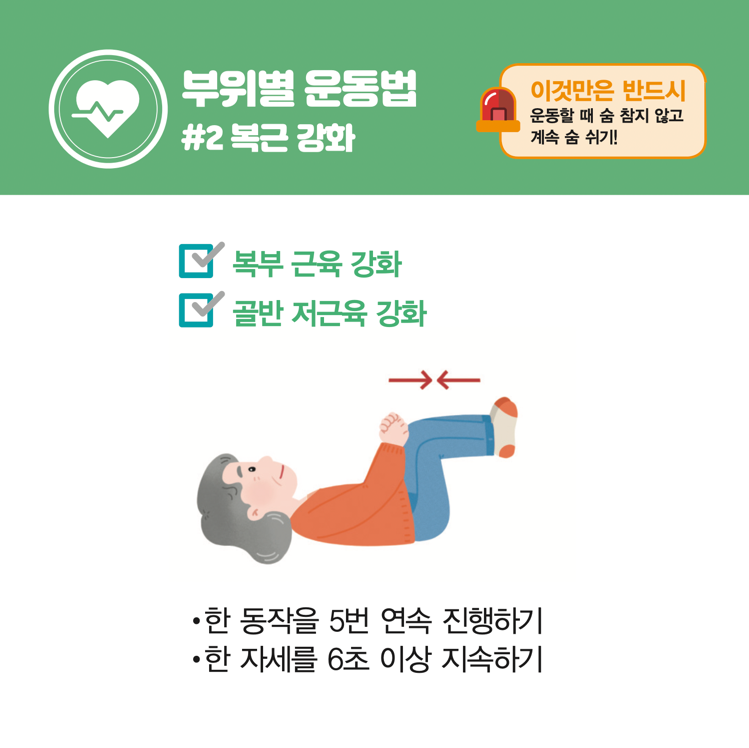 부위별 운동법
#2 복근 강화
이것만은 반드시
운동할 때 숨 참지 않고
계속 숨 쉬기!
복부 근육 강화
골반 저근육 강화
•한 동작을 5번 연속 진행하기
•한 자세를 6초 이상 지속하기